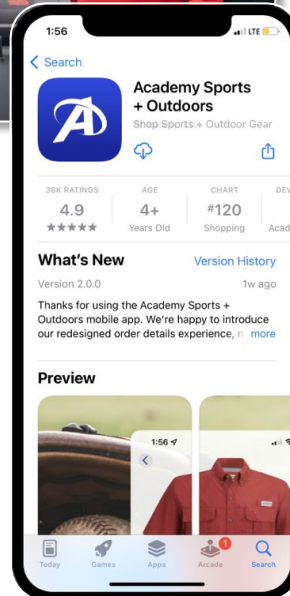 1:56
LTE
Search
Academy Sports
+ Outdoors
Shop Sports + Outdoor Gear
36K RATINGS
AGE
CHART
DEV
4.9
4+
#120
★★★★★
Years Old
Shopping
Acad
What's New
Version History
Version 2.0.0
1w ago
Thanks for using the Academy Sports +
Outdoors mobile app. We're happy to introduce
our redesigned order details experience, n more
Preview
1:56
Today
Games
Apps
1
Arcade
Search